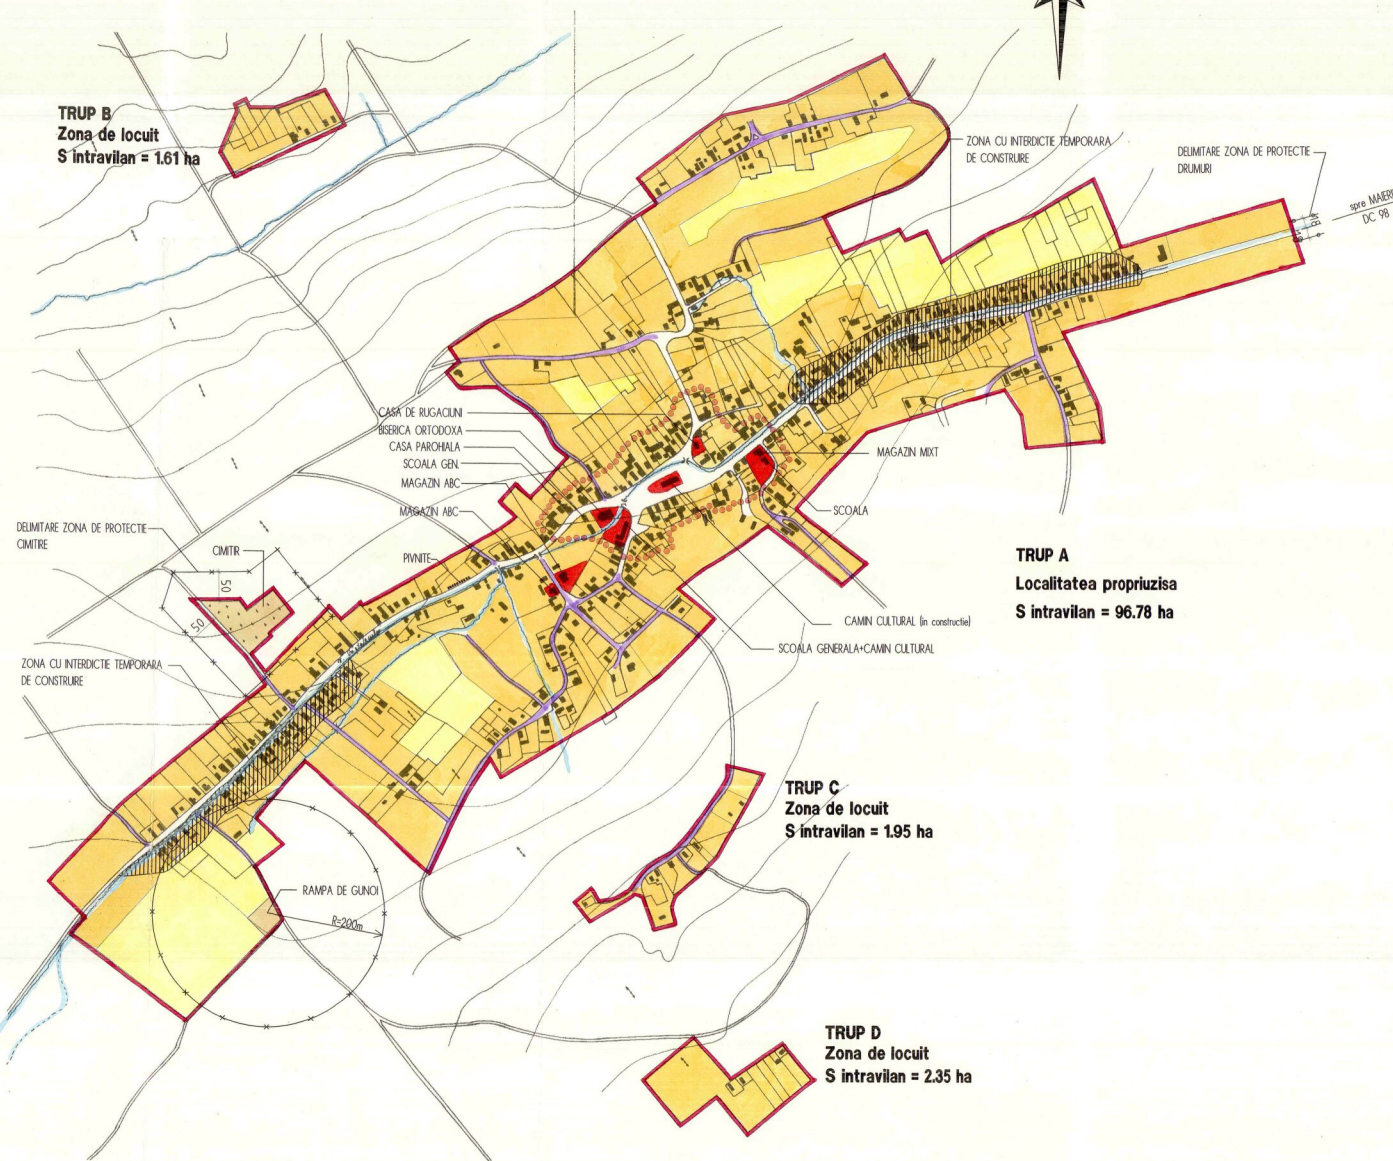 TRUP B
Zona de locuit
S intravilan = 1.61 ha
ZONA CU INTERDICTIE TEMPORARA
DE CONSTRUIRE
DELIMITARE ZONA DE PROTECTIE
DRUMURI
spre MAIERI
DC 98
CASA DE RUGACIUNI
BISERICA ORTODOXA
CASA PAROHIALA
SCOALA GEN.
MAGAZIN ABC
MAGAZIN ABC
PIVNITE
MAGAZIN MIXT
SCOALA
DELIMITARE ZONA DE PROTECTIE
CIMITIRE
CIMITIR
50
50
TRUP A
Localitatea propriuzisa
S intravilan = 96.78 ha
CAMIN CULTURAL (in constructie)
SCOALA GENERALA+CAMIN CULTURAL
ZONA CU INTERDICTIE TEMPORARA
DE CONSTRUIRE
TRUP C
Zona de locuit
S intravilan = 1.95 ha
RAMPA DE GUNOI
R=200m
TRUP D
Zona de locuit
S intravilan = 2.35 ha